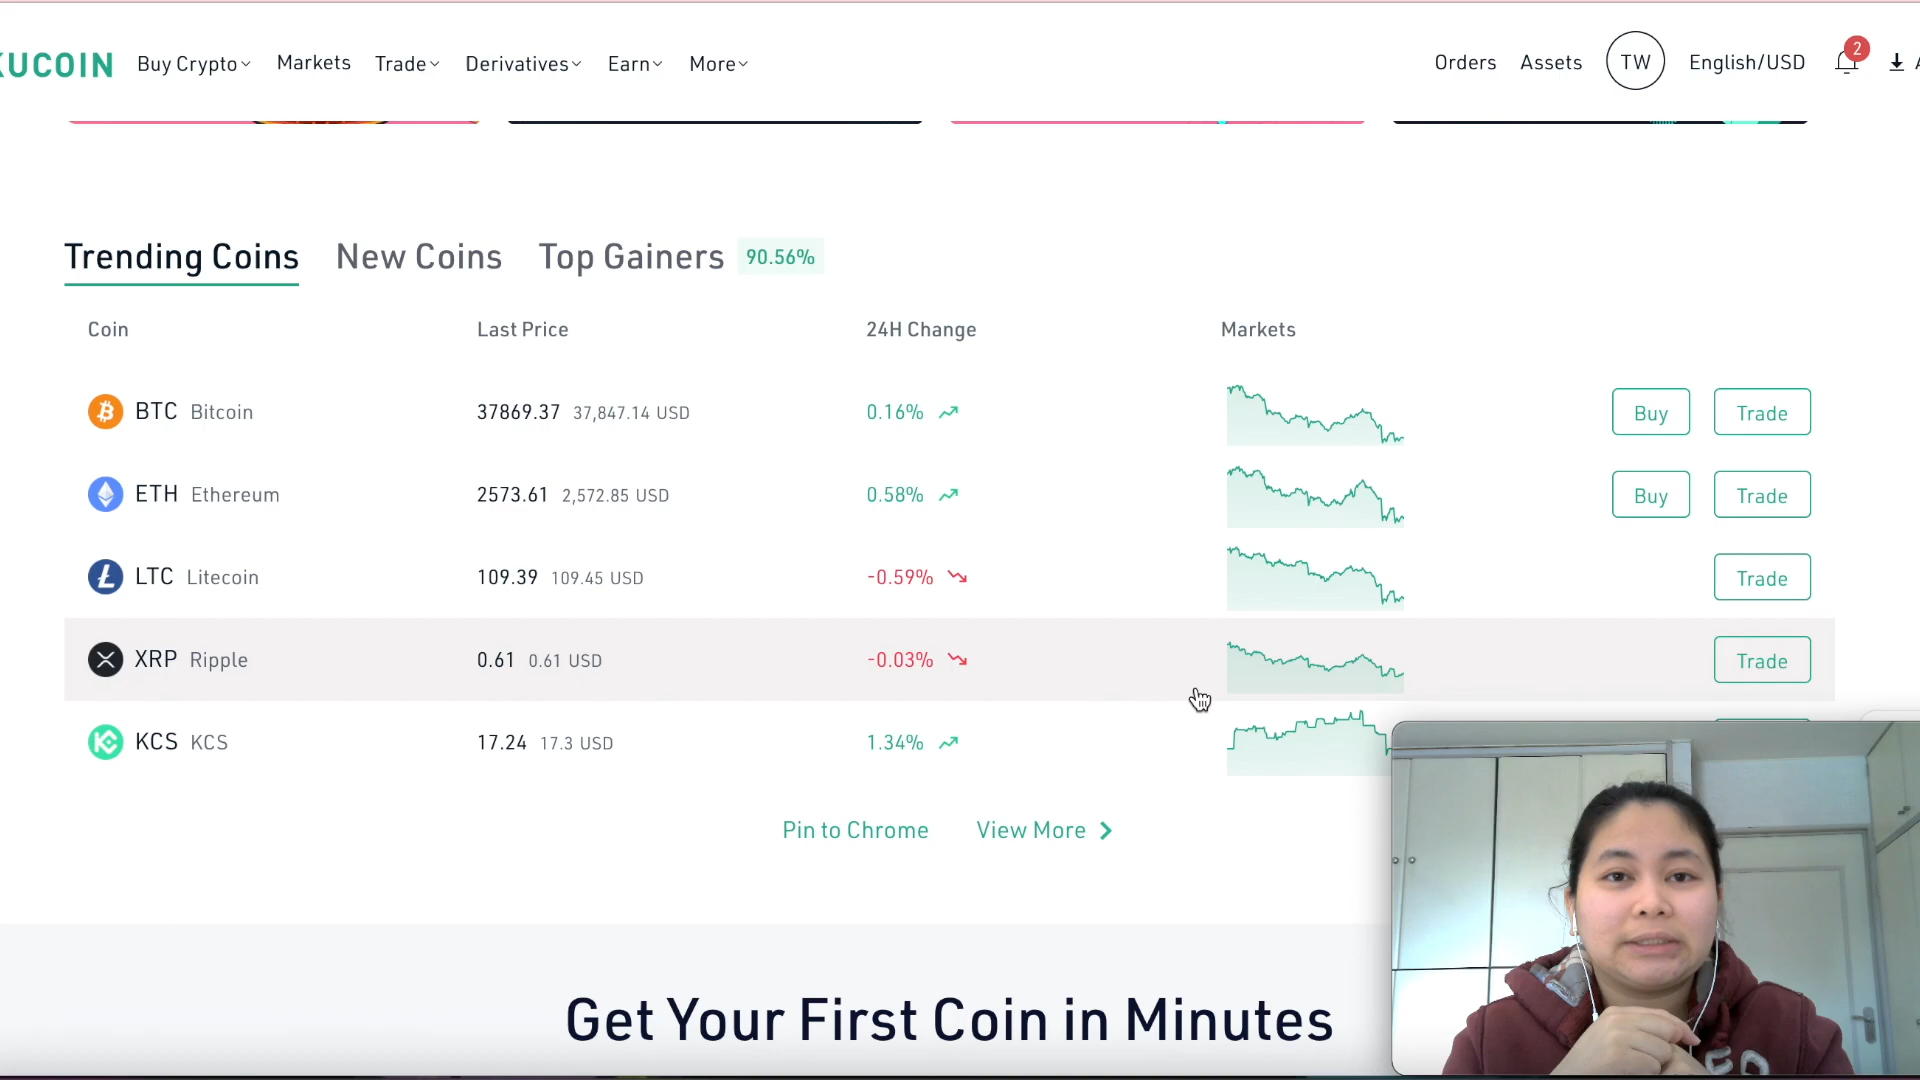 KUCOIN Buy Crypto Markets Trade Derivatives Earn More Orders Assets TW English/USD 2
Trending Coins New Coins Top Gainers 90.56%
Coin Last Price 24H Change Markets
BTC Bitcoin 37869.37 37,847.14 USD 0.16% Buy Trade
ETH Ethereum 2573.61 2,572.85 USD 0.58% Buy Trade
LTC Litecoin 109.39 109.45 USD -0.59% Trade
XRP Ripple 0.61 0.61 USD -0.03% Trade
KCS KCS 17.24 17.3 USD 1.34%
Pin to Chrome View More
Get Your First Coin in Minutes